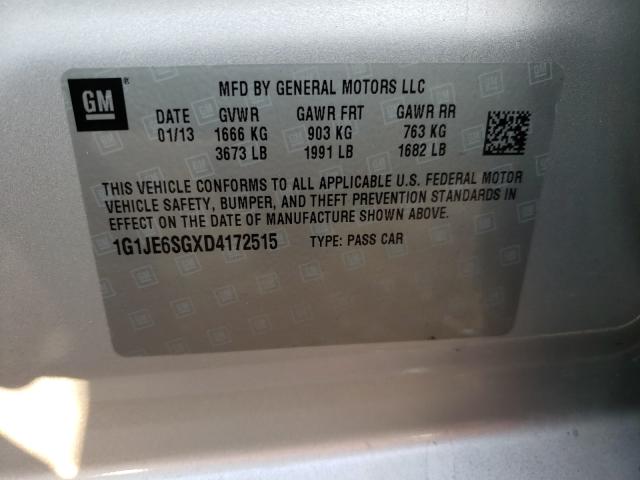 GM
MFD BY GENERAL MOTORS LLC
DATE GVWR GAWR FRT GAWR RR
01/13 1666 KG 903 KG 763 KG
3673 LB 1991 LB 1682 LB
THIS VEHICLE CONFORMS TO ALL APPLICABLE U.S. FEDERAL MOTOR
VEHICLE SAFETY, BUMPER, AND THEFT PREVENTION STANDARDS IN
EFFECT ON THE DATE OF MANUFACTURE SHOWN ABOVE.
1G1JE6SGXD4172515 TYPE: PASS CAR